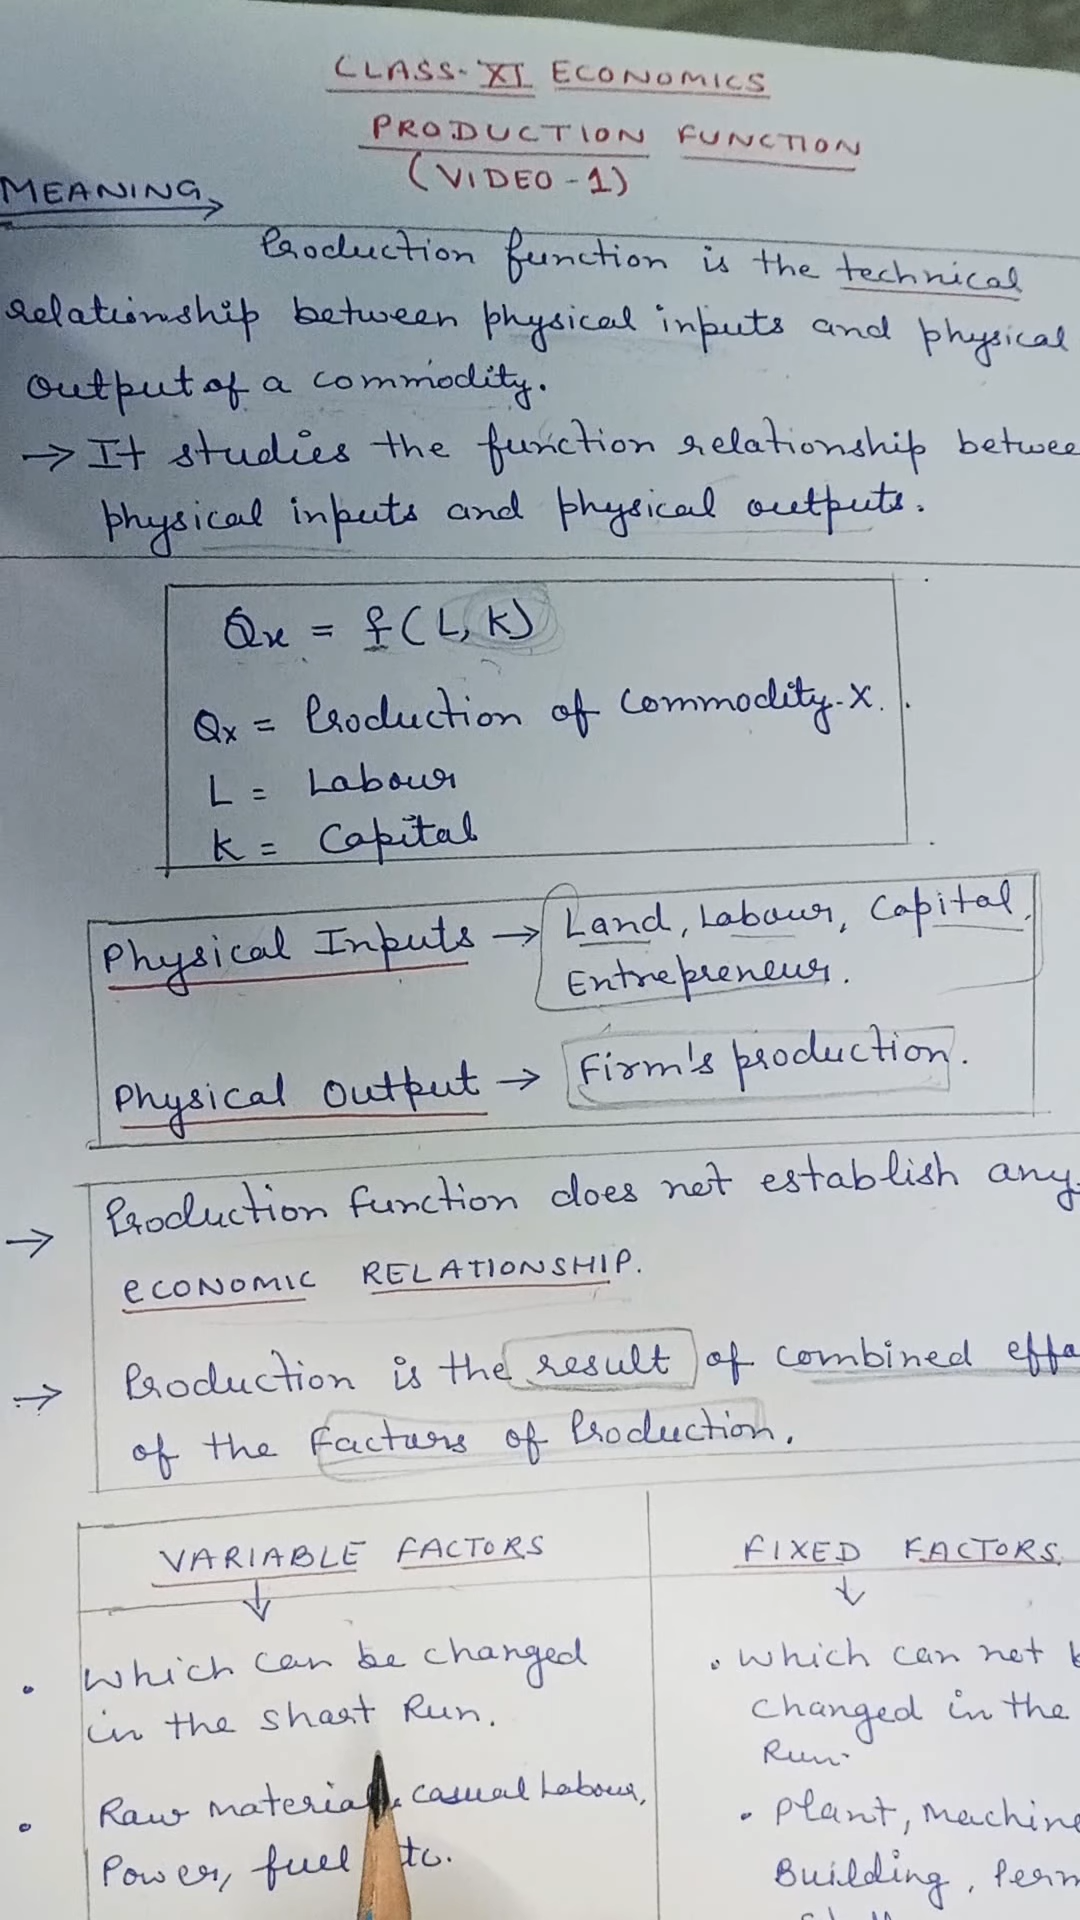 CLASS-XI ECONOMICS
PRODUCTION FUNCTION
(VIDEO-1)
MEANING
Production function is the technical
relationship between physical inputs and physical
output of a commodity.
→ It studies the function relationship betwee
physical inputs and physical outputs.
Qx = f(L, K)
Qx = Production of Commodity-X.
L = Labour
K = Capital
Physical Inputs → Land, Labour, Capital,
Entrepreneur.
Physical Output → Firm's production.
→ Production function does not establish any
ECONOMIC RELATIONSHIP.
→ Production is the result of combined effo
of the factors of Production.
VARIABLE FACTORS
• Which can be changed
in the short Run.
• Raw material, casual Labour,
Power, fuel etc.
FIXED FACTORS
• which can not b
changed in the
Run.
• Plant, Machine
Building, Perm